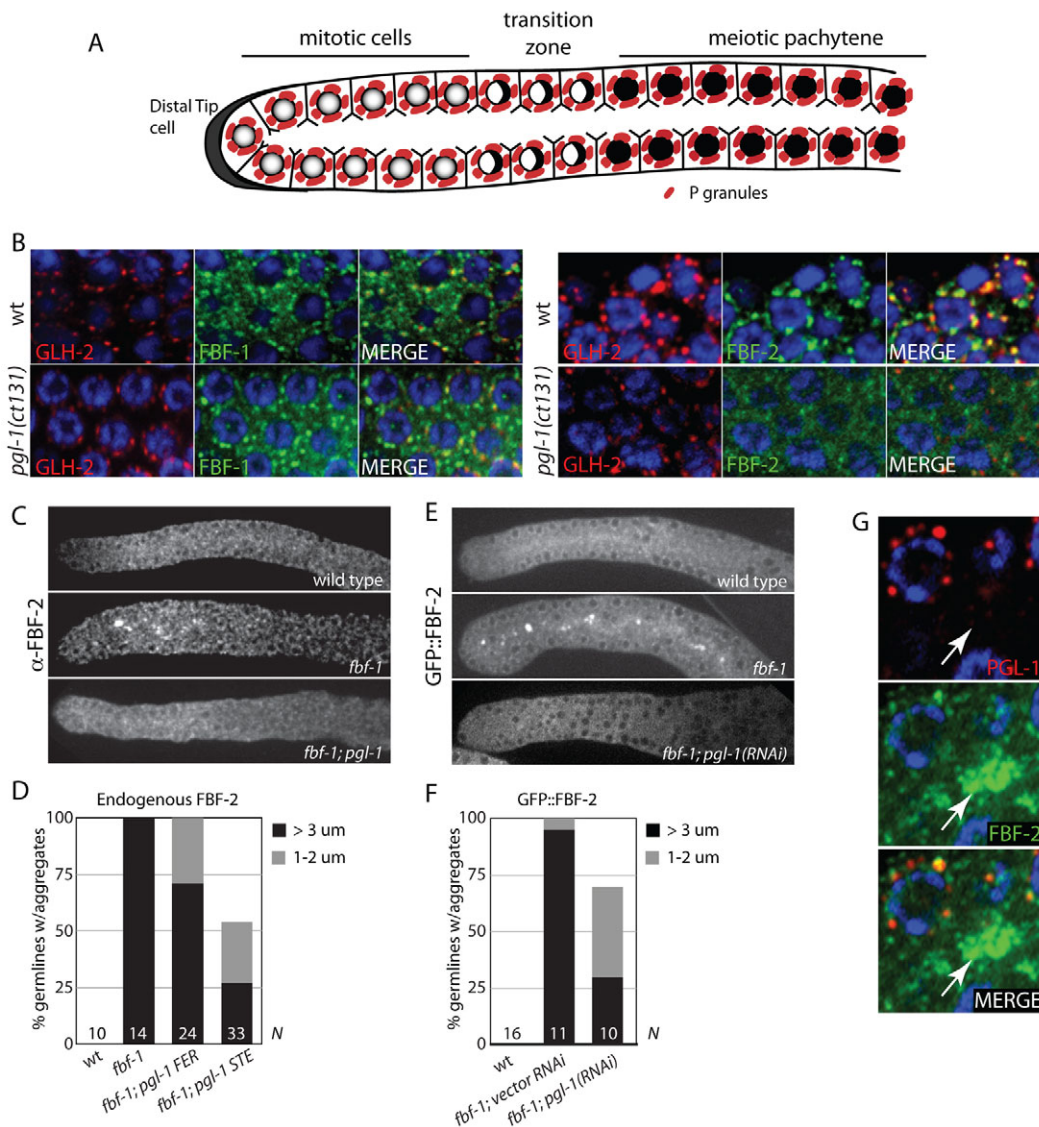 A
mitotic cells
transition
zone
meiotic pachytene
Distal Tip
cell
P granules
B
wt
GLH-2
FBF-1
MERGE
pgl-1(ct131)
GLH-2
FBF-1
MERGE
wt
GLH-2
FBF-2
MERGE
pgl-1(ct131)
GLH-2
FBF-2
MERGE
C
α-FBF-2
wild type
fbf-1
fbf-1; pgl-1
E
GFP::FBF-2
wild type
fbf-1
fbf-1; pgl-1(RNAi)
G
PGL-1
FBF-2
MERGE
D
Endogenous FBF-2
% germlines w/aggregates
100
75
50
25
0
> 3 um
1-2 um
10
14
24
33
N
wt
fbf-1
fbf-1; pgl-1 FER
fbf-1; pgl-1 STE
F
GFP::FBF-2
% germlines w/aggregates
100
75
50
25
0
> 3 um
1-2 um
16
11
10
N
wt
fbf-1; vector RNAi
fbf-1; pgl-1(RNAi)